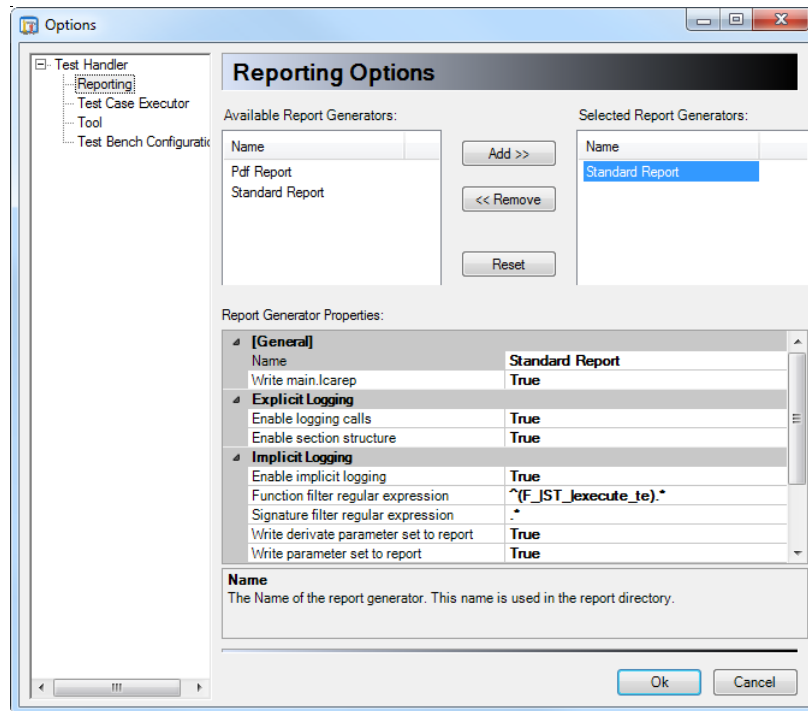 Options
Test Handler
Reporting
Test Case Executor
Tool
Test Bench Configuratic
Reporting Options
Available Report Generators:
Selected Report Generators:
Name
Pdf Report
Standard Report
Add >>
<< Remove
Reset
Name
Standard Report
Report Generator Properties:
[General]
Name Standard Report
Write main.lcarep True
Explicit Logging
Enable logging calls True
Enable section structure True
Implicit Logging
Enable implicit logging True
Function filter regular expression ^(F_|ST_|execute_te).*
Signature filter regular expression .*
Write derivate parameter set to report True
Write parameter set to report True
Name
The Name of the report generator. This name is used in the report directory.
Ok
Cancel